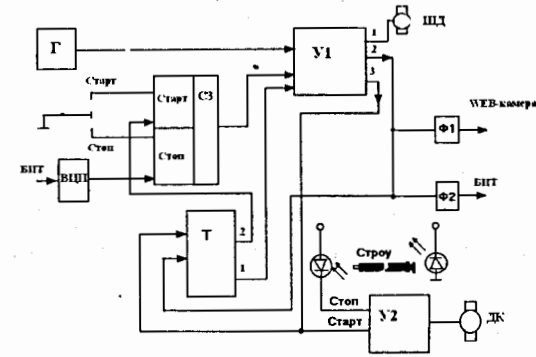 ШД
Г
У1
1
2
3
Старт
Старт
СЗ
WEB-камера
Ф1
Стоп
Стоп
БИТ
ВЦП
Ф2
БИТ
Т
2
1
Строу
Стоп
Старт
У2
ДК